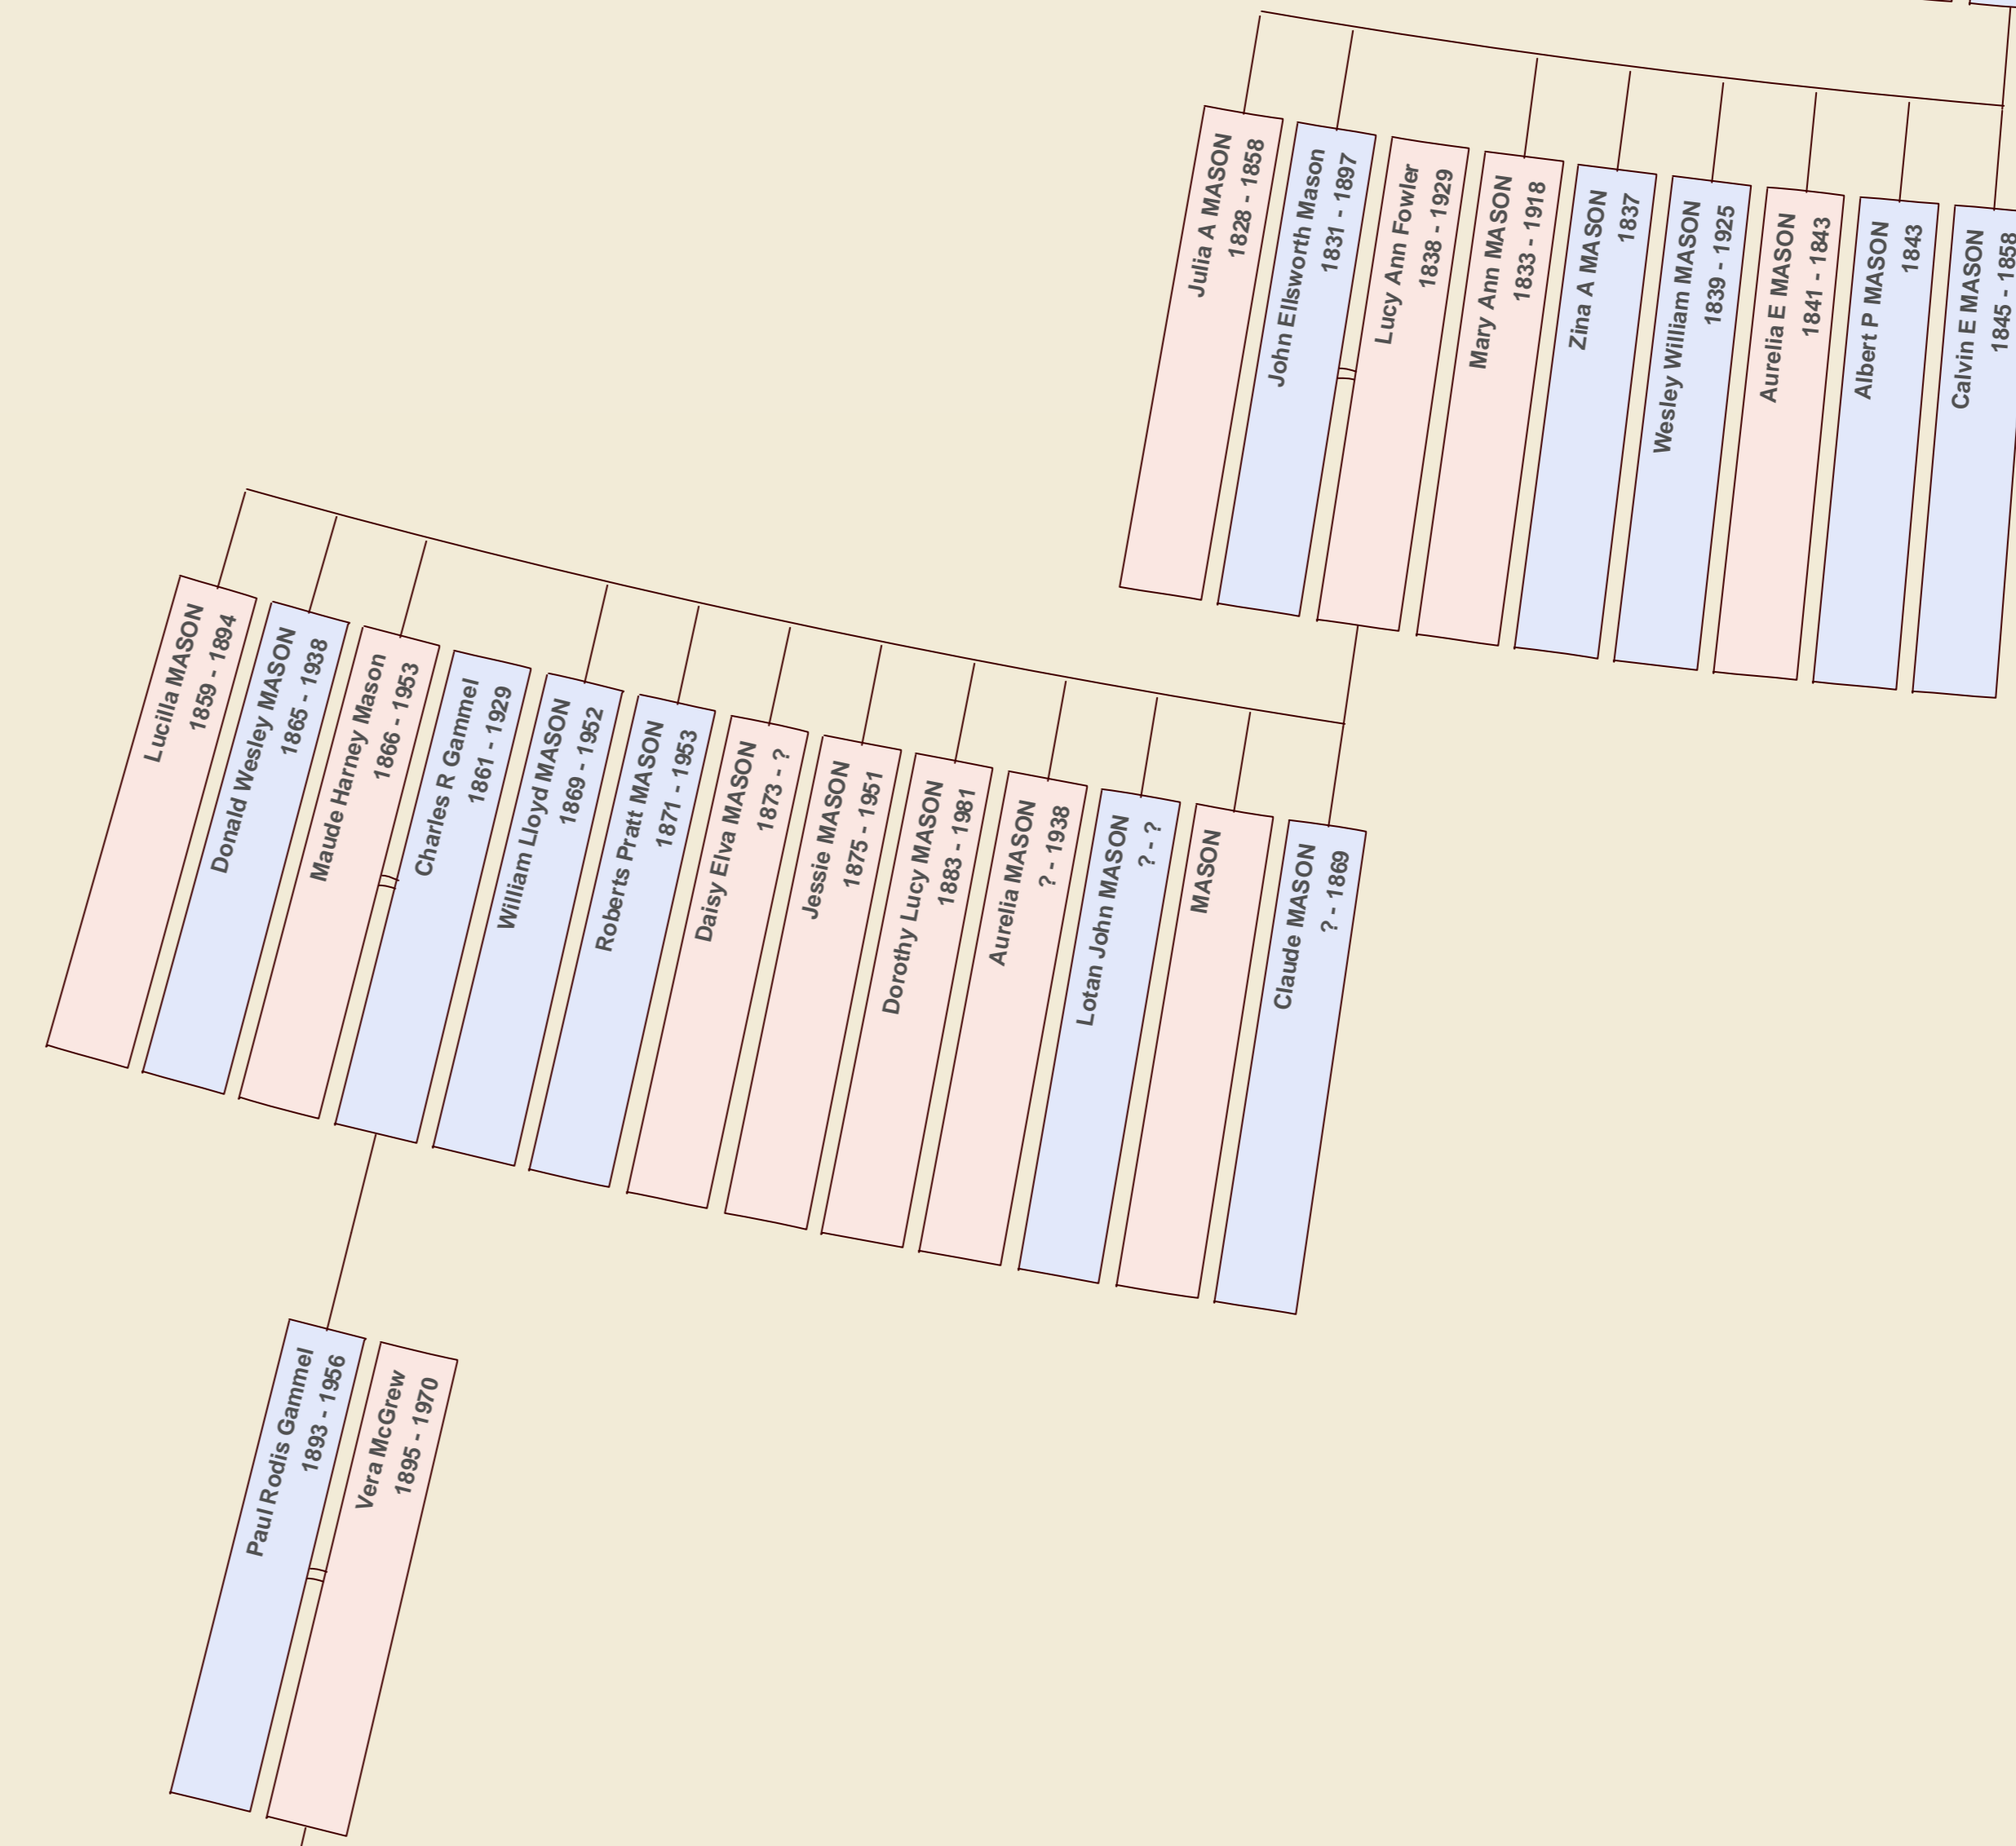 Julia A MASON
1828 - 1858
John Ellsworth Mason
1831 - 1897
Lucy Ann Fowler
1838 - 1929
Mary Ann MASON
1833 - 1918
Zina A MASON
1837
Wesley William MASON
1839 - 1925
Aurelia E MASON
1841 - 1843
Albert P MASON
1843
Calvin E MASON
1845 - 1858
Lucilla MASON
1859 - 1894
Donald Wesley MASON
1865 - 1938
Maude Harney Mason
1866 - 1953
Charles R Gammel
1861 - 1929
William Lloyd MASON
1869 - 1952
Roberts Pratt MASON
1871 - 1953
Daisy Elva MASON
1873 - ?
Jessie MASON
1875 - 1951
Dorothy Lucy MASON
1883 - 1981
Aurelia MASON
? - 1938
Lotan John MASON
? - ?
MASON
Claude MASON
? - 1869
Paul Rodis Gammel
1893 - 1956
Vera McGrew
1895 - 1970